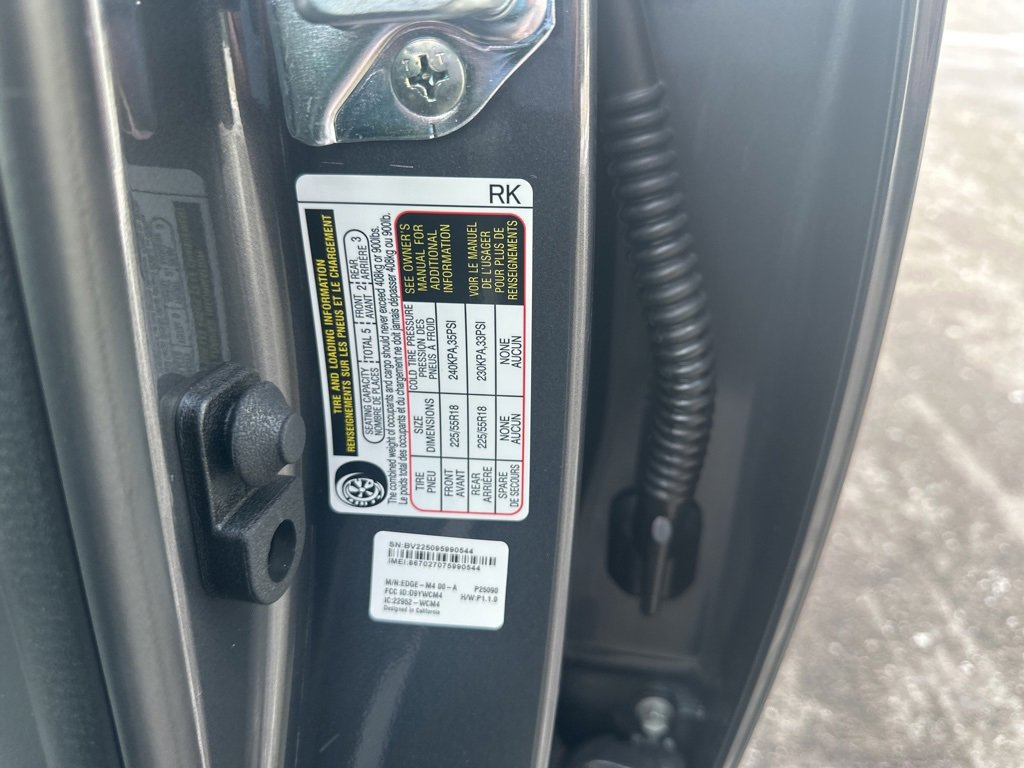 RK
TIRE AND LOADING INFORMATION
RENSEIGNEMENTS SUR LES PNEUS ET LE CHARGEMENT
SEATING CAPACITY
NOMBRE DE PLACES
TOTAL 5
FRONT
AVANT
2
REAR
ARRIÈRE
3
The combined weight of occupants and cargo should never exceed 408kg or 900lbs.
Le poids total des occupants et du chargement ne doit jamais dépasser 408kg ou 900lb.
TIRE
PNEU
SIZE
DIMENSIONS
COLD TIRE PRESSURE
PRESSION DES
PNEUS A FROID
SEE OWNER'S
MANUAL FOR
ADDITIONAL
INFORMATION
FRONT
AVANT
225/55R18
240KPA,35PSI
REAR
ARRIÈRE
225/55R18
230KPA,33PSI
VOIR LE MANUEL
DE L'USAGER
POUR PLUS DE
RENSEIGNEMENTS
SPARE
DE SECOURS
NONE
AUCUN
NONE
AUCUN
SN:BV225095990544
IMEI:867027075990544
M/N:EDGE-M4 00-A P25090
FCC ID:D9YWCM4 H/W:P1.1.0
IC:22952-WCM4
Designed in California